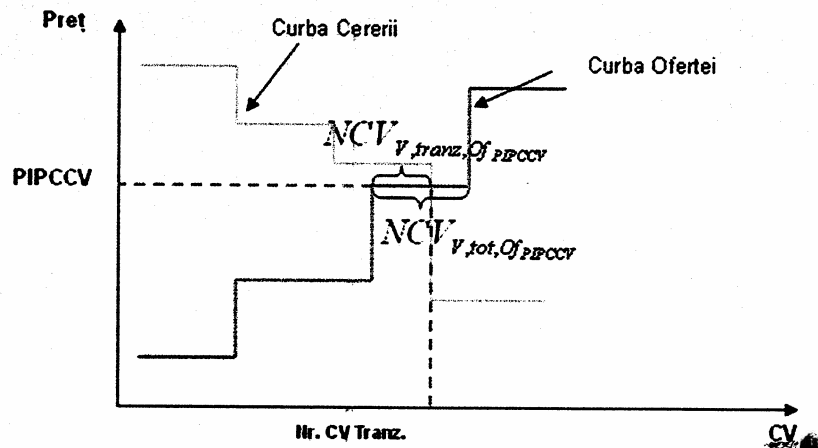 Preț
Curba Cererii
Curba Ofertei
NCV V,tranz,Of PIPCCV
PIPCCV
NCV V,tot,Of PIPCCV
Nr. CV Tranz.
CV